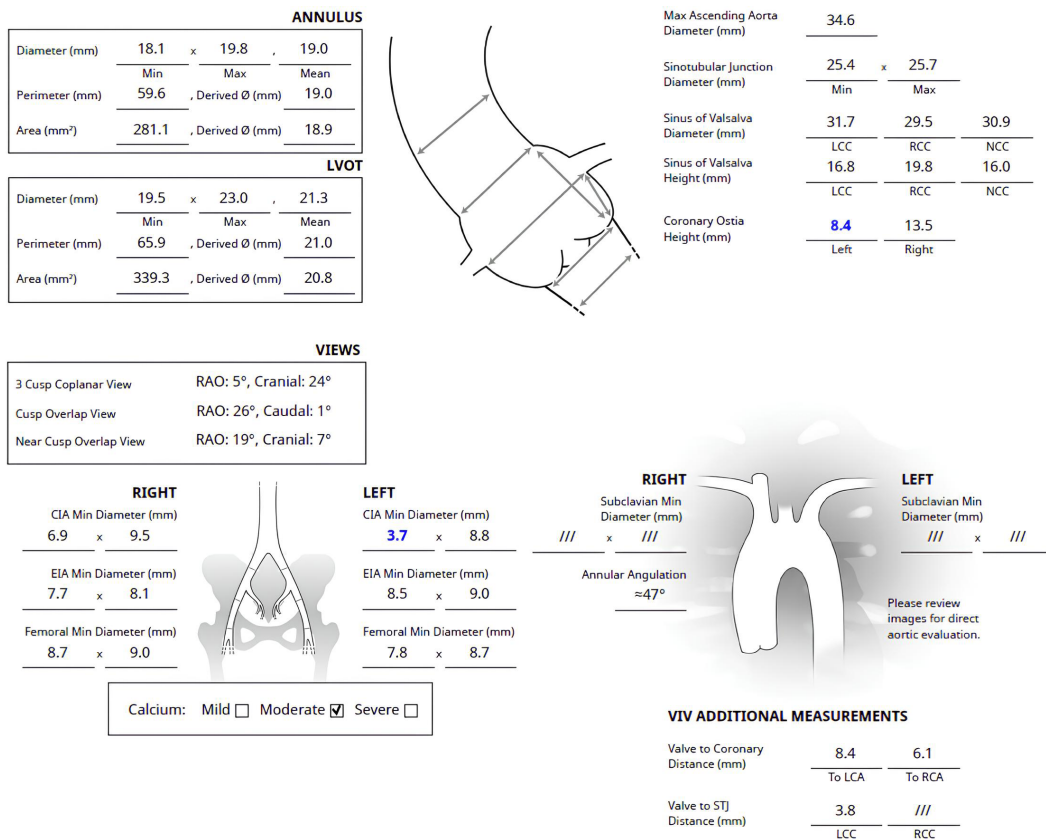 ANNULUS
Diameter (mm) 18.1 x 19.8 , 19.0
Min Max Mean
Perimeter (mm) 59.6 , Derived Ø (mm) 19.0
Area (mm²) 281.1 , Derived Ø (mm) 18.9
LVOT
Diameter (mm) 19.5 x 23.0 , 21.3
Min Max Mean
Perimeter (mm) 65.9 , Derived Ø (mm) 21.0
Area (mm²) 339.3 , Derived Ø (mm) 20.8
Max Ascending Aorta
Diameter (mm) 34.6
Sinotubular Junction
Diameter (mm) 25.4 x 25.7
Min Max
Sinus of Valsalva
Diameter (mm) 31.7 29.5 30.9
LCC RCC NCC
Sinus of Valsalva
Height (mm) 16.8 19.8 16.0
LCC RCC NCC
Coronary Ostia
Height (mm) 8.4 13.5
Left Right
VIEWS
3 Cusp Coplanar View RAO: 5°, Cranial: 24°
Cusp Overlap View RAO: 26°, Caudal: 1°
Near Cusp Overlap View RAO: 19°, Cranial: 7°
RIGHT
CIA Min Diameter (mm)
6.9 x 9.5
EIA Min Diameter (mm)
7.7 x 8.1
Femoral Min Diameter (mm)
8.7 x 9.0
LEFT
CIA Min Diameter (mm)
3.7 x 8.8
EIA Min Diameter (mm)
8.5 x 9.0
Femoral Min Diameter (mm)
7.8 x 8.7
Calcium: Mild Moderate Severe
RIGHT
Subclavian Min
Diameter (mm)
/// x ///
Annular Angulation
≈47°
LEFT
Subclavian Min
Diameter (mm)
/// x ///
Please review
images for direct
aortic evaluation.
VIV ADDITIONAL MEASUREMENTS
Valve to Coronary
Distance (mm) 8.4 6.1
To LCA To RCA
Valve to STJ
Distance (mm) 3.8 ///
LCC RCC